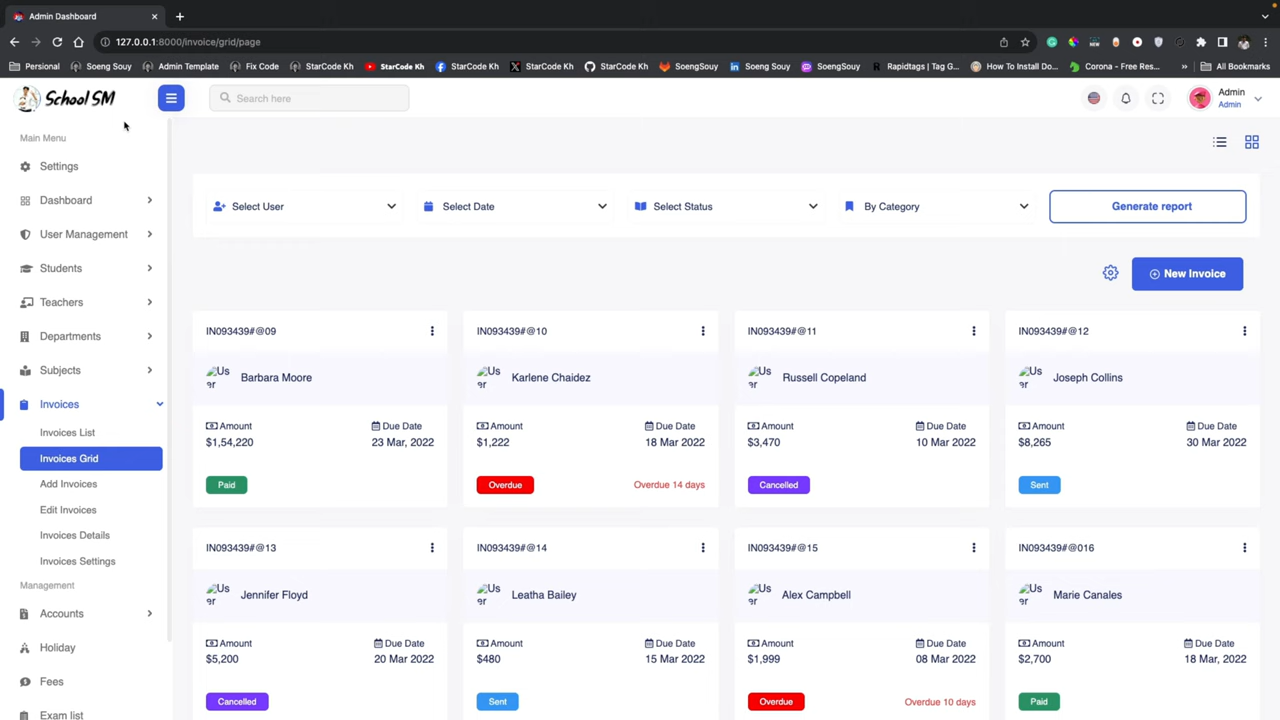 Admin Dashboard
127.0.0.1:8000/invoice/grid/page
Personal Soeng Souy Admin Template Fix Code StarCode Kh StarCode Kh StarCode Kh StarCode Kh StarCode Kh SoengSouy Soeng Souy SoengSouy Rapidtags | Tag G... How To Install Do... Corona - Free Res... » All Bookmarks
School SM
Search here
Admin
Admin
Main Menu
Settings
Dashboard
User Management
Students
Teachers
Departments
Subjects
Invoices
Invoices List
Invoices Grid
Add Invoices
Edit Invoices
Invoices Details
Invoices Settings
Management
Accounts
Holiday
Fees
Exam list
Select User Select Date Select Status By Category Generate report
New Invoice
IN093439#@09 IN093439#@10 IN093439#@11 IN093439#@12
User Barbara Moore User Karlene Chaidez User Russell Copeland User Joseph Collins
Amount Due Date Amount Due Date Amount Due Date Amount Due Date
$1,54,220 23 Mar, 2022 $1,222 18 Mar 2022 $3,470 10 Mar 2022 $8,265 30 Mar 2022
Paid Overdue Overdue 14 days Cancelled Sent
IN093439#@13 IN093439#@14 IN093439#@15 IN093439#@016
User Jennifer Floyd User Leatha Bailey User Alex Campbell User Marie Canales
Amount Due Date Amount Due Date Amount Due Date Amount Due Date
$5,200 20 Mar 2022 $480 15 Mar 2022 $1,999 08 Mar 2022 $2,700 18 Mar, 2022
Cancelled Sent Overdue Overdue 10 days Paid